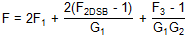 F = 2F₁ + 2(F₂DSB - 1)/G₁ + F₃ - 1/G₁G₂